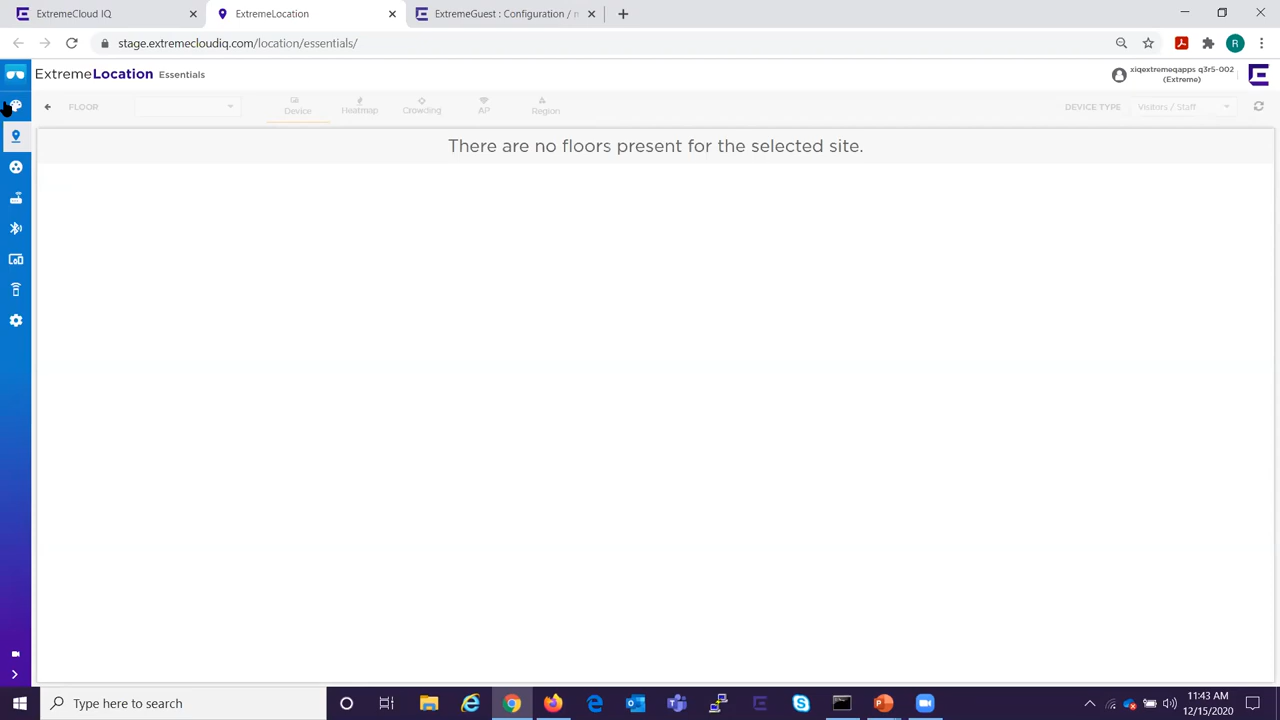 ExtremeCloud IQ
ExtremeLocation
ExtremeGuest : Configuration / n
stage.extremecloudiq.com/location/essentials/
R
ExtremeLocation Essentials
xiqextremeqapps q3r5-002
(Extreme)
FLOOR
Device
Heatmap
Crowding
AP
Region
DEVICE TYPE
Visitors / Staff
There are no floors present for the selected site.
Type here to search
11:43 AM
12/15/2020